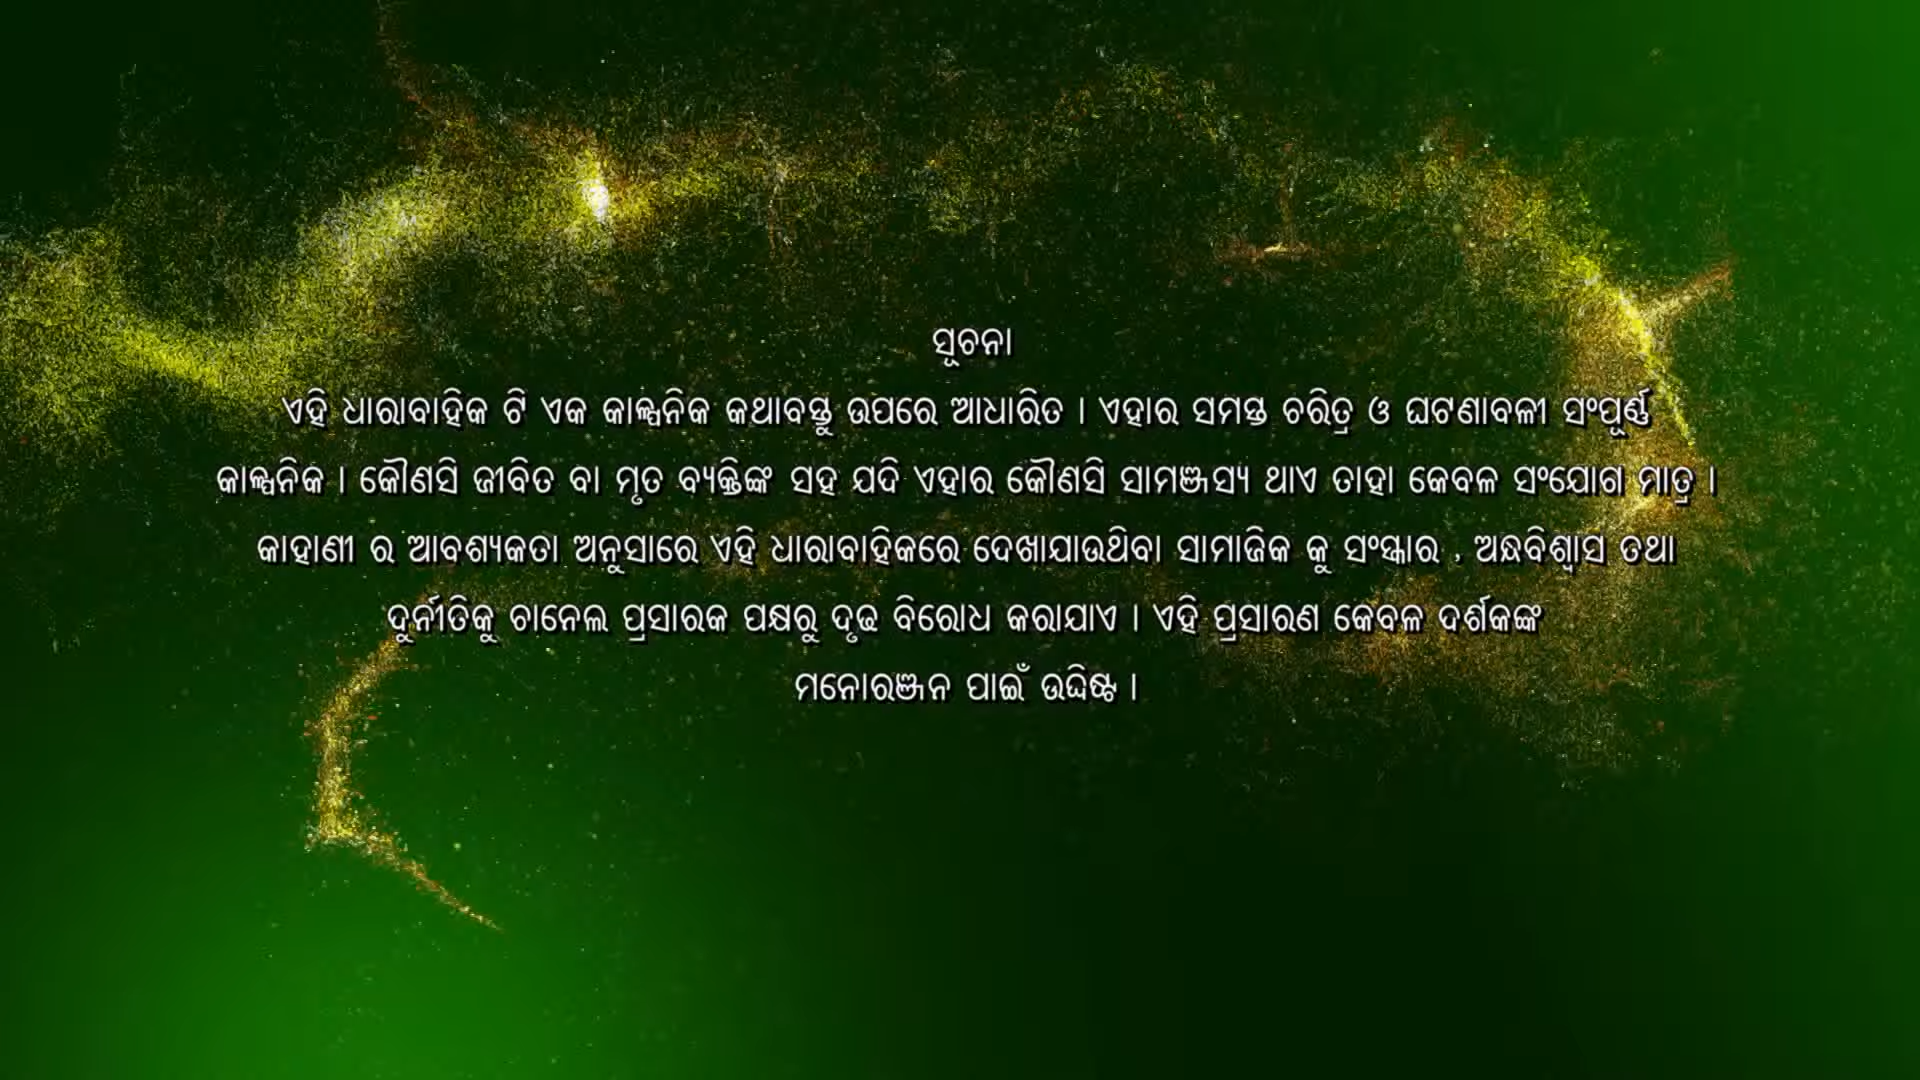 ସୂଚନା
ଏହି ଧାରାବାହିକ ଟି ଏକ କାଳ୍ପନିକ କଥାବସ୍ତୁ ଉପରେ ଆଧାରିତ । ଏହାର ସମସ୍ତ ଚରିତ୍ର ଓ ଘଟଣାବଳୀ ସଂପୂର୍ଣ୍ଣ
କାଳ୍ପନିକ । କୌଣସି ଜୀବିତ ବା ମୃତ ବ୍ୟକ୍ତିଙ୍କ ସହ ଯଦି ଏହାର କୌଣସି ସାମଞ୍ଜସ୍ୟ ଥାଏ ତାହା କେବଳ ସଂଯୋଗ ମାତ୍ର ।
କାହାଣୀ ର ଆବଶ୍ୟକତା ଅନୁସାରେ ଏହି ଧାରାବାହିକରେ ଦେଖାଯାଉଥିବା ସାମାଜିକ କୁ ସଂସ୍କାର , ଅନ୍ଧବିଶ୍ୱାସ ତଥା
ଦୁର୍ନୀତିକୁ ଚାନେଲ ପ୍ରସାରକ ପକ୍ଷରୁ ଦୃଢ ବିରୋଧ କରାଯାଏ । ଏହି ପ୍ରସାରଣ କେବଳ ଦର୍ଶକଙ୍କ
ମନୋରଞ୍ଜନ ପାଇଁ ଉଦ୍ଦିଷ୍ଟ ।